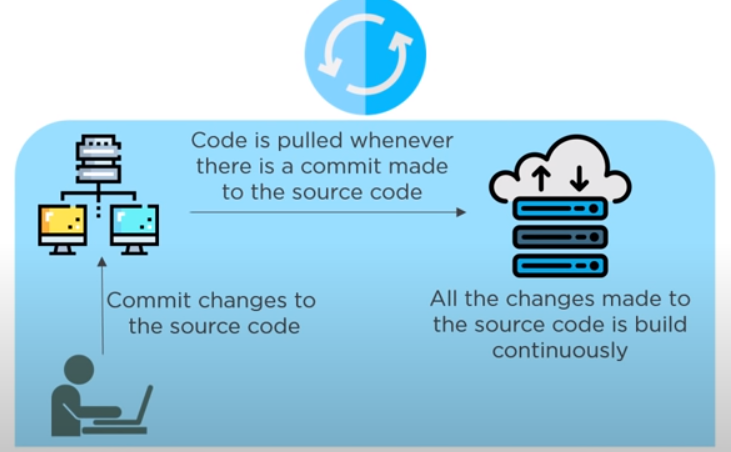 Code is pulled whenever
there is a commit made
to the source code
Commit changes to
the source code
All the changes made to
the source code is build
continuously